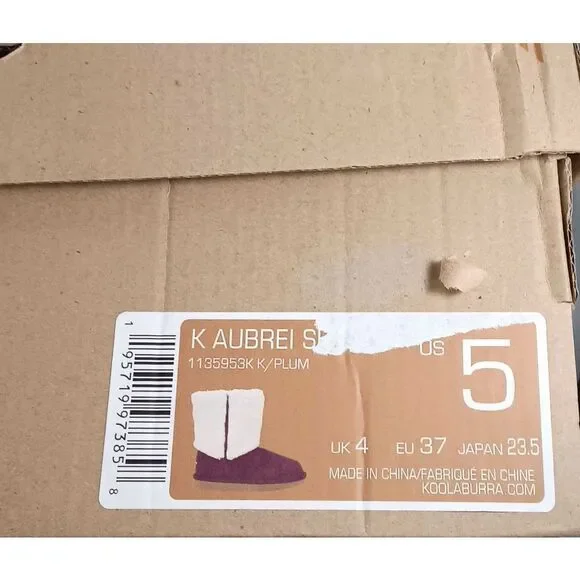 K AUBREI S
1135953K K/PLUM
US 5
UK 4 EU 37 JAPAN 23.5
MADE IN CHINA/FABRIQUÉ EN CHINE
KOOLABURRA.COM
1 95719 97385 8